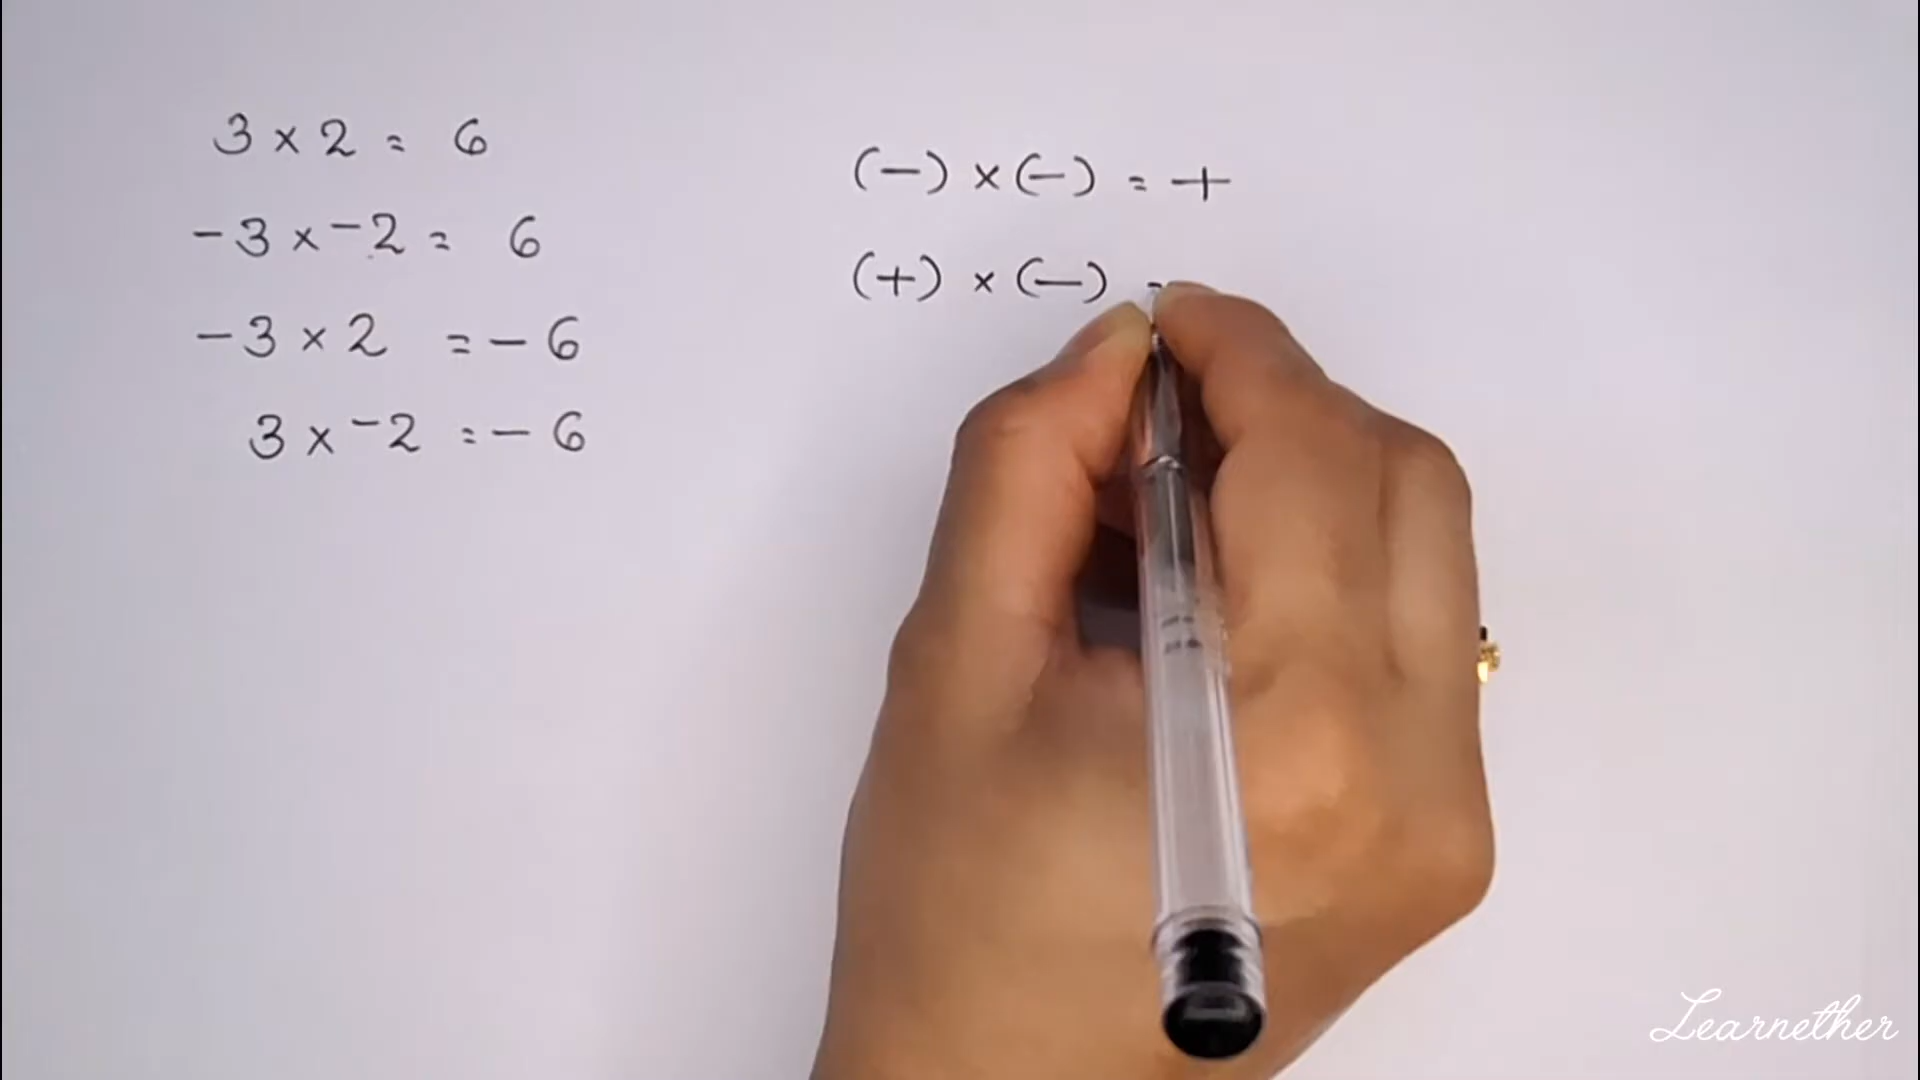 3 × 2 = 6
-3 × -2 = 6
-3 × 2 = -6
3 × -2 = -6
(-) × (-) = +
(+) × (-) =
Learnether